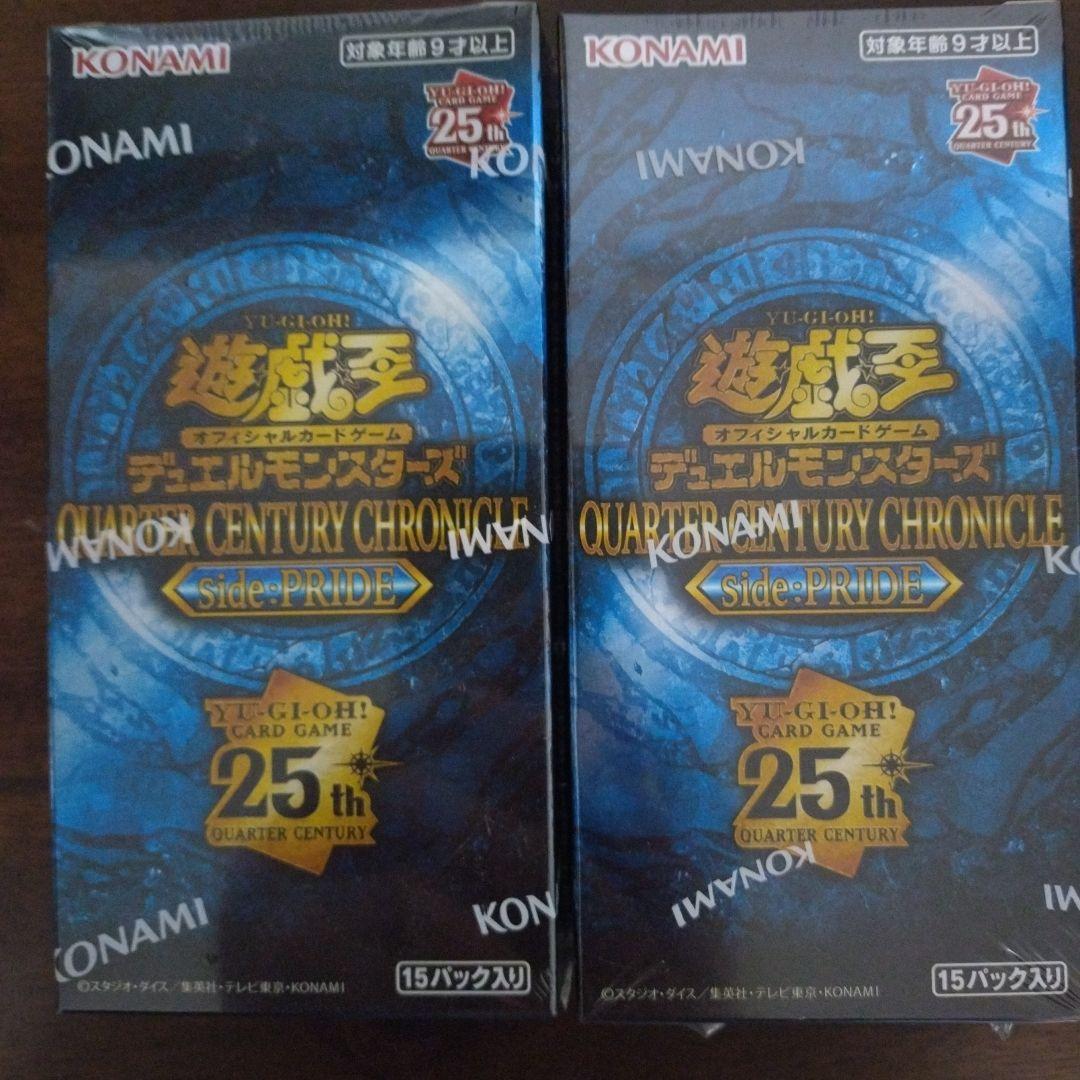 KONAMI
対象年齢9才以上
YU-GI-OH!
CARD GAME
25th
QUARTER CENTURY
KONAMI
KON
YU-GI-OH!
遊戯王
オフィシャルカードゲーム
デュエルモンスターズ
QUARTER CENTURY CHRONICLE
side:PRIDE
KONAMI
KONAMI
YU-GI-OH!
CARD GAME
25th
QUARTER CENTURY
KONAMI
KON
15パック入り
©スタジオ・ダイス/集英社・テレビ東京・KONAMI
KONAMI
対象年齢9才以上
YU-GI-OH!
CARD GAME
25th
QUARTER CENTURY
KONAMI
YU-GI-OH!
遊戯王
オフィシャルカードゲーム
デュエルモンスターズ
QUARTER CENTURY CHRONICLE
KONAMI
side:PRIDE
YU-GI-OH!
CARD GAME
25th
QUARTER CENTURY
KONAMI
15パック入り
©スタジオ・ダイス/集英社・テレビ東京・KONAMI